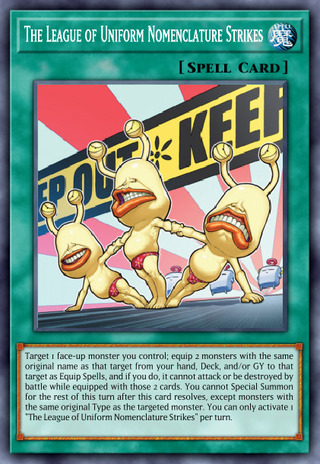 The League of Uniform Nomenclature Strikes
魔
[Spell Card]
EP OUT KEEP
Target 1 face-up monster you control; equip 2 monsters with the same
original name as that target from your hand, Deck, and/or GY to that
target as Equip Spells, and if you do, it cannot attack or be destroyed by
battle while equipped with those 2 cards. You cannot Special Summon
for the rest of this turn after this card resolves, except monsters with
the same original Type as the targeted monster. You can only activate 1
"The League of Uniform Nomenclature Strikes" per turn.